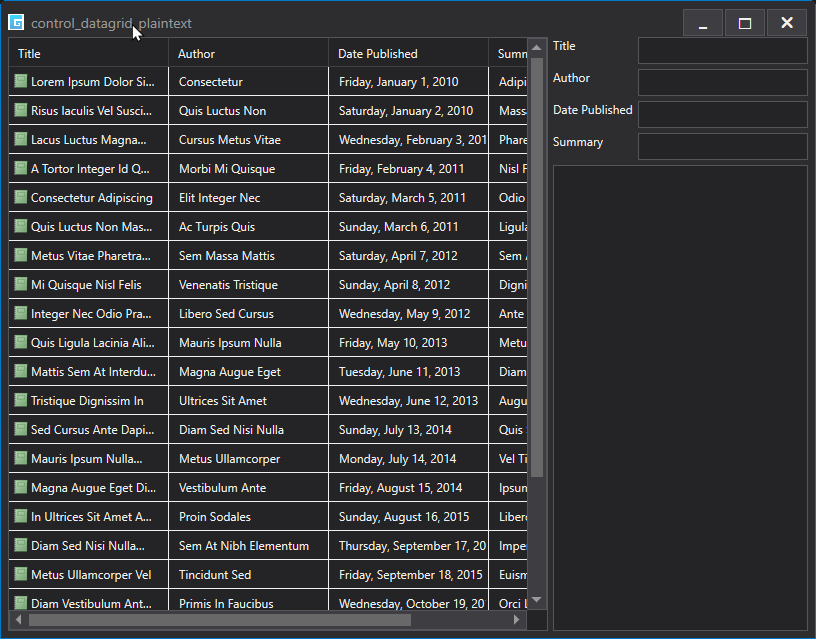 control_datagrid_plaintext
Title Author Date Published Summ
Lorem Ipsum Dolor Si... Consectetur Friday, January 1, 2010 Adipi
Risus Iaculis Vel Susci... Quis Luctus Non Saturday, January 2, 2010 Mass
Lacus Luctus Magna... Cursus Metus Vitae Wednesday, February 3, 201 Phare
A Tortor Integer Id Q... Morbi Mi Quisque Friday, February 4, 2011 Nisl F
Consectetur Adipiscing Elit Integer Nec Saturday, March 5, 2011 Odio
Quis Luctus Non Mas... Ac Turpis Quis Sunday, March 6, 2011 Ligula
Metus Vitae Pharetra... Sem Massa Mattis Saturday, April 7, 2012 Sem
Mi Quisque Nisl Felis Venenatis Tristique Sunday, April 8, 2012 Digni
Integer Nec Odio Pra... Libero Sed Cursus Wednesday, May 9, 2012 Ante
Quis Ligula Lacinia Ali... Mauris Ipsum Nulla Friday, May 10, 2013 Metu
Mattis Sem At Interdu... Magna Augue Eget Tuesday, June 11, 2013 Diam
Tristique Dignissim In Ultrices Sit Amet Wednesday, June 12, 2013 Augu
Sed Cursus Ante Dapi... Diam Sed Nisi Nulla Sunday, July 13, 2014 Quis
Mauris Ipsum Nulla... Metus Ullamcorper Monday, July 14, 2014 Vel Ti
Magna Augue Eget Di... Vestibulum Ante Friday, August 15, 2014 Ipsun
In Ultrices Sit Amet A... Proin Sodales Sunday, August 16, 2015 Liber
Diam Sed Nisi Nulla... Sem At Nibh Elementum Thursday, September 17, 20 Impe
Metus Ullamcorper Vel Tincidunt Sed Friday, September 18, 2015 Euism
Diam Vestibulum Ant... Primis In Faucibus Wednesday, October 19, 20 Orci L
Title
Author
Date Published
Summary